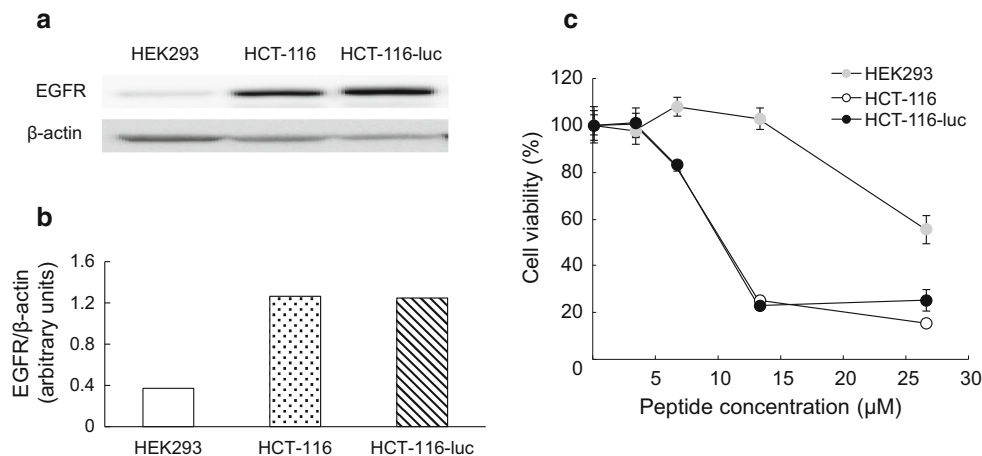 a
HEK293 HCT-116 HCT-116-luc
EGFR
β-actin
b
EGFR/β-actin
(arbitrary units)
1.6
1.2
0.8
0.4
0
HEK293 HCT-116 HCT-116-luc
c
HEK293
HCT-116
HCT-116-luc
Cell viability (%)
120
100
80
60
40
20
0
5 10 15 20 25 30
Peptide concentration (µM)